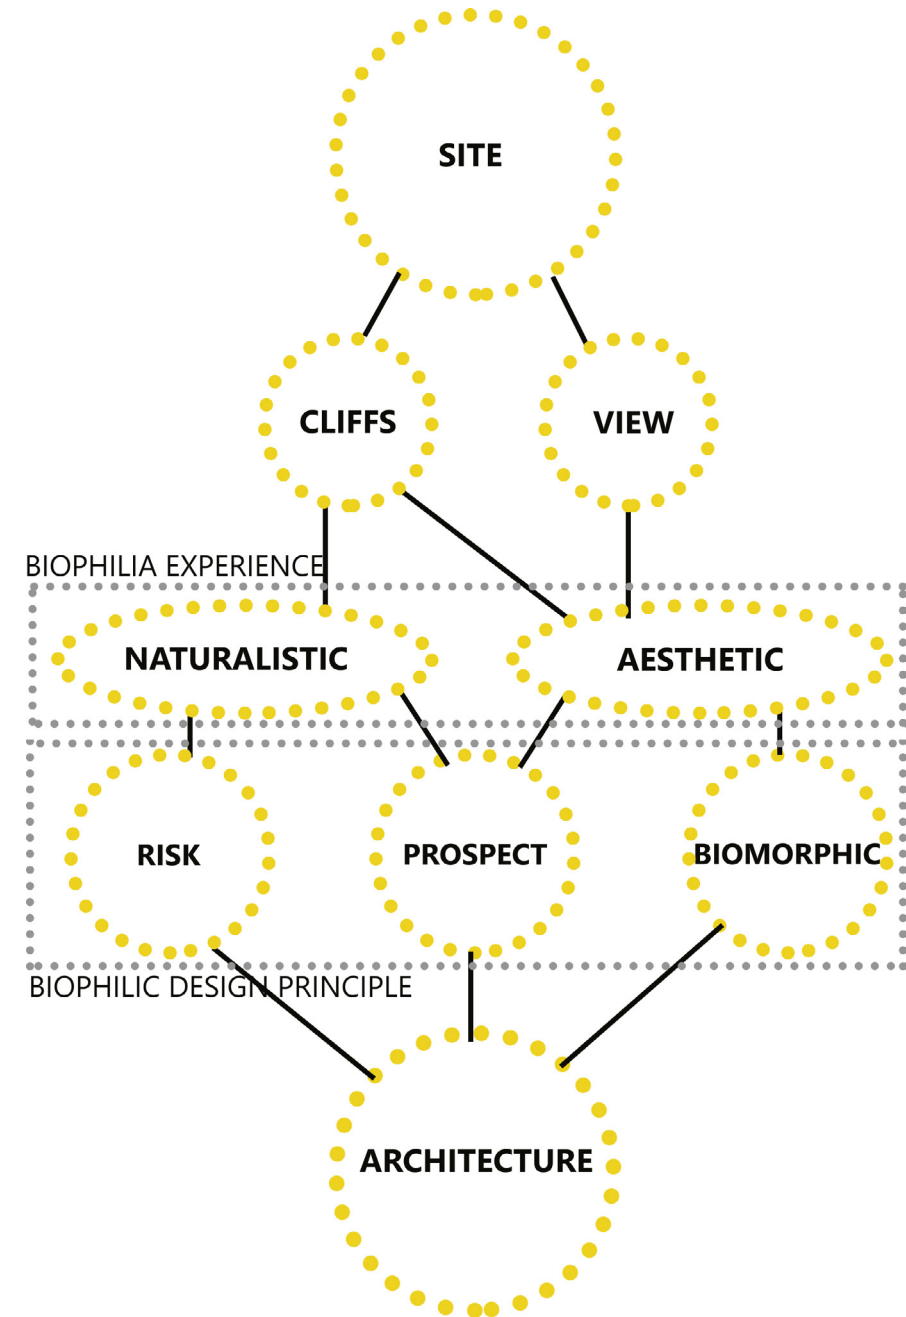 SITE
CLIFFS
VIEW
BIOPHILIA EXPERIENCE
NATURALISTIC
AESTHETIC
RISK
PROSPECT
BIOMORPHIC
BIOPHILIC DESIGN PRINCIPLE
ARCHITECTURE